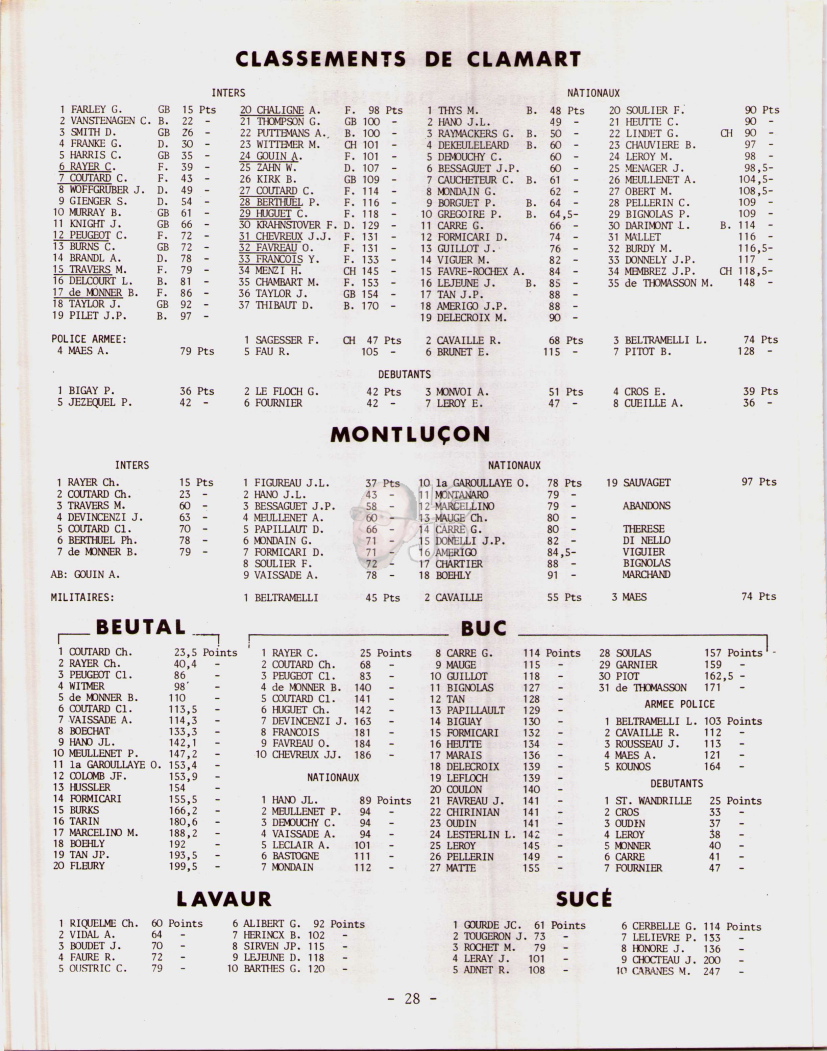 CLASSEMENTS DE CLAMART
INTERS
1 FARLEY G. GB 15 Pts
2 VANSTENAGEN C. B. 22 -
3 SMITH D. GB 26 -
4 FRANKE G. D. 30 -
5 HARRIS C. GB 35 -
6 RAYER C. F. 39 -
7 COUTARD C. F. 43 -
8 WOFFGRUBER J. D. 49 -
9 GIENGER S. D. 54 -
10 MURRAY B. GB 61 -
11 KNIGHT J. GB 66 -
12 PEUGEOT C. F. 72 -
13 BURNS C. GB 72 -
14 BRANDL A. D. 78 -
15 TRAVERS M. F. 79 -
16 DELCOURT L. B. 81 -
17 de MONNER B. F. 86 -
18 TAYLOR J. GB 92 -
19 PILET J.P. B. 97 -
20 CHALIGNE A. F. 98 Pts
21 THOMPSON G. GB 100 -
22 PUTTEMANS A. B. 100 -
23 WITTEMER M. CH 101 -
24 GOUIN A. F. 101 -
25 ZAHN W. D. 107 -
26 KIRK B. GB 109 -
27 COUTARD C. F. 114 -
28 BERTHUEL P. F. 116 -
29 HUGUET C. F. 118 -
30 KRAHNSTOVER F. D. 129 -
31 CHEVREUX J.J. F. 131 -
32 FAVREAU O. F. 131 -
33 FRANCOIS Y. F. 133 -
34 MENZI H. CH 145 -
35 CHAMBART M. F. 153 -
36 TAYLOR J. GB 154 -
37 THIBAUT D. B. 170 -
NATIONAUX
1 THYS M. B. 48 Pts
2 HANO J.L. 49 -
3 RAYMACKERS G. B. 50 -
4 DEKEULELEARD B. 60 -
5 DEMOUCHY C. 60 -
6 BESSAGUET J.P. 60 -
7 CAUCHETEUR C. B. 61 -
8 MONDAIN G. 62 -
9 BORGUET P. B. 64 -
10 GREGOIRE P. B. 64,5-
11 CARRE G. 66 -
12 FORMICARI D. 74 -
13 GUILLOT J. 76 -
14 VIGUER M. 82 -
15 FAVRE-ROCHEX A. 84 -
16 LEJEUNE J. B. 85 -
17 TAN J.P. 88 -
18 AMERIGO J.P. 88 -
19 DELECROIX M. 90 -
20 SOULIER F. 90 Pts
21 HEUTTE C. 90 -
22 LINDET G. CH 90 -
23 CHAUVIERE B. 97 -
24 LEROY M. 98 -
25 MENAGER J. 98,5-
26 MEULLENET A. 104,5-
27 OBERT M. 108,5-
28 PELLERIN C. 109 -
29 BIGNOLAS P. 109 -
30 DARIMONT L. B. 114 -
31 MALLET 116 -
32 BURDY M. 116,5-
33 DONNELY J.P. 117 -
34 MEMBREZ J.P. CH 118,5-
35 de THOMASSON M. 148 -
POLICE ARMEE: 1 SAGESSER F. CH 47 Pts 2 CAVAILLE R. 68 Pts 3 BELTRAMELLI L. 74 Pts
4 MAES A. 79 Pts 5 FAU R. 105 - 6 BRUNET E. 115 - 7 PITOT B. 128 -
DEBUTANTS
1 BIGAY P. 36 Pts 2 LE FLOCH G. 42 Pts 3 MONVOI A. 51 Pts 4 CROS E. 39 Pts
5 JEZEQUEL P. 42 - 6 FOURNIER 42 - 7 LEROY E. 47 - 8 CUEILLE A. 36 -
MONTLUÇON
INTERS
1 RAYER Ch. 15 Pts
2 COUTARD Ch. 23 -
3 TRAVERS M. 60 -
4 DEVINCENZI J. 63 -
5 COUTARD Cl. 70 -
6 BERTHUEL Ph. 78 -
7 de MONNER B. 79 -
AB: GOUIN A.
NATIONAUX
1 FIGUREAU J.L. 37 Pts
2 HANO J.L. 43 -
3 BESSAGUET J.P. 58 -
4 MEULLENET A. 60 -
5 PAPILLAUT D. 66 -
6 MONDAIN G. 71 -
7 FORMICARI D. 71 -
8 SOULIER F. 72 -
9 VAISSADE A. 78 -
10 la GAROULLAYE O. 78 Pts
11 MONTANARO 79 -
12 MARCELLINO 79 -
13 MAUGE Ch. 80 -
14 CARRE G. 80 -
15 DONELLI J.P. 82 -
16 AMERIGO 84,5-
17 CHARTIER 88 -
18 BOEHLY 91 -
19 SAUVAGET 97 Pts
ABANDONS
THERESE
DI NELLO
VIGUIER
BIGNOLAS
MARCHAND
MILITAIRES: 1 BELTRAMELLI 45 Pts 2 CAVAILLE 55 Pts 3 MAES 74 Pts
BEUTAL
1 COUTARD Ch. 23,5 Points
2 RAYER Ch. 40,4 -
3 PEUGEOT Cl. 86 -
4 WITMER 98 -
5 de MONNER B. 110 -
6 COUTARD Cl. 113,5 -
7 VAISSADE A. 114,3 -
8 BOECHAT 133,3 -
9 HANO JL. 142,1 -
10 MEULLENET P. 147,2 -
11 la GAROULLAYE O. 153,4 -
12 COLOMB JF. 153,9 -
13 HUSSLER 154 -
14 FORMICARI 155,5 -
15 BURKS 166,2 -
16 TARIN 180,6 -
17 MARCELINO M. 188,2 -
18 BOEHLY 192 -
19 TAN JP. 193,5 -
20 FLEURY 199,5 -
BUC
1 RAYER C. 25 Points
2 COUTARD Ch. 68 -
3 PEUGEOT Cl. 83 -
4 de MONNER B. 140 -
5 COUTARD Cl. 141 -
6 HUGUET Ch. 142 -
7 DEVINCENZI J. 163 -
8 FRANCOIS 181 -
9 FAVREAU O. 184 -
10 CHEVREUX JJ. 186 -
NATIONAUX
1 HANO JL. 89 Points
2 MEULLENET P. 94 -
3 DEMOUCHY C. 94 -
4 VAISSADE A. 94 -
5 LECLAIR A. 101 -
6 BASTOGNE 111 -
7 MONDAIN 112 -
8 CARRE G. 114 Points
9 MAUGE 115 -
10 GUILLOT 118 -
11 BIGNOLAS 127 -
12 TAN 128 -
13 PAPILLAULT 129 -
14 BIGUAY 130 -
15 FORMICARI 132 -
16 HEUTTE 134 -
17 MARAIS 136 -
18 DELECROIX 139 -
19 LEFLOCH 139 -
20 COULON 140 -
21 FAVREAU J. 141 -
22 CHIRINIAN 141 -
23 OUDIN 141 -
24 LESTERLIN L. 142 -
25 LEROY 145 -
26 PELLERIN 149 -
27 MATTE 155 -
28 SOULAS 157 Points
29 GARNIER 159 -
30 PIOT 162,5 -
31 de THOMASSON 171 -
ARMEE POLICE
1 BELTRAMELLI L. 103 Points
2 CAVAILLE R. 112 -
3 ROUSSEAU J. 113 -
4 MAES A. 121 -
5 KOUNOS 164 -
DEBUTANTS
1 ST. WANDRILLE 25 Points
2 CROS 33 -
3 OUDIN 37 -
4 LEROY 38 -
5 MONNER 40 -
6 CARRE 41 -
7 FOURNIER 47 -
LAVAUR
1 RIQUELME Ch. 60 Points
2 VIDAL A. 64 -
3 BOUDET J. 70 -
4 FAURE R. 72 -
5 OUSTRIC C. 79 -
6 ALIBERT G. 92 Points
7 HERINCX B. 102 -
8 SIRVEN JP. 115 -
9 LEJEUNE D. 118 -
10 BARTHES G. 120 -
SUCÉ
1 GOURDE JC. 61 Points
2 TOUGERON J. 73 -
3 ROCHET M. 79 -
4 LERAY J. 101 -
5 ADNET R. 108 -
6 CERBELLE G. 114 Points
7 LELIEVRE P. 133 -
8 HONORE J. 136 -
9 CHOCTEAU J. 200 -
10 CABANES M. 247 -
- 28 -